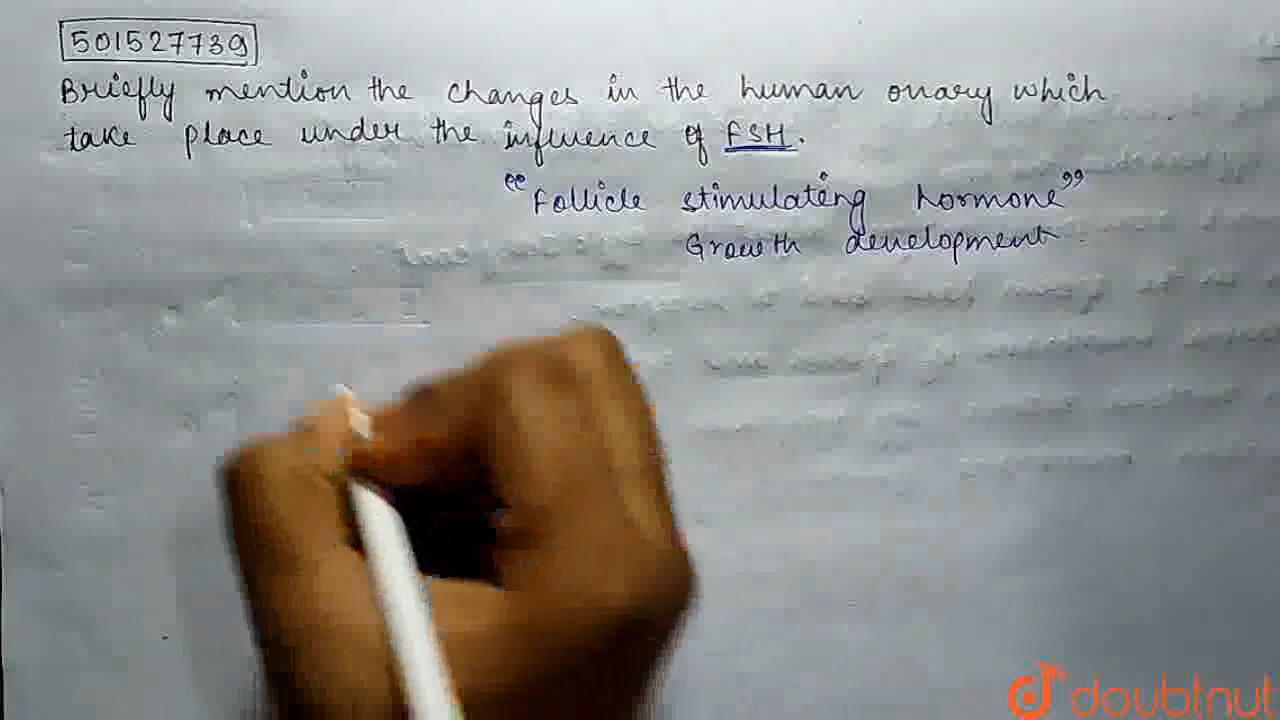 501527739
Briefly mention the changes in the human ovary which
take place under the influence of FSH.
"Follicle stimulating hormone"
Growth development
doubtnut